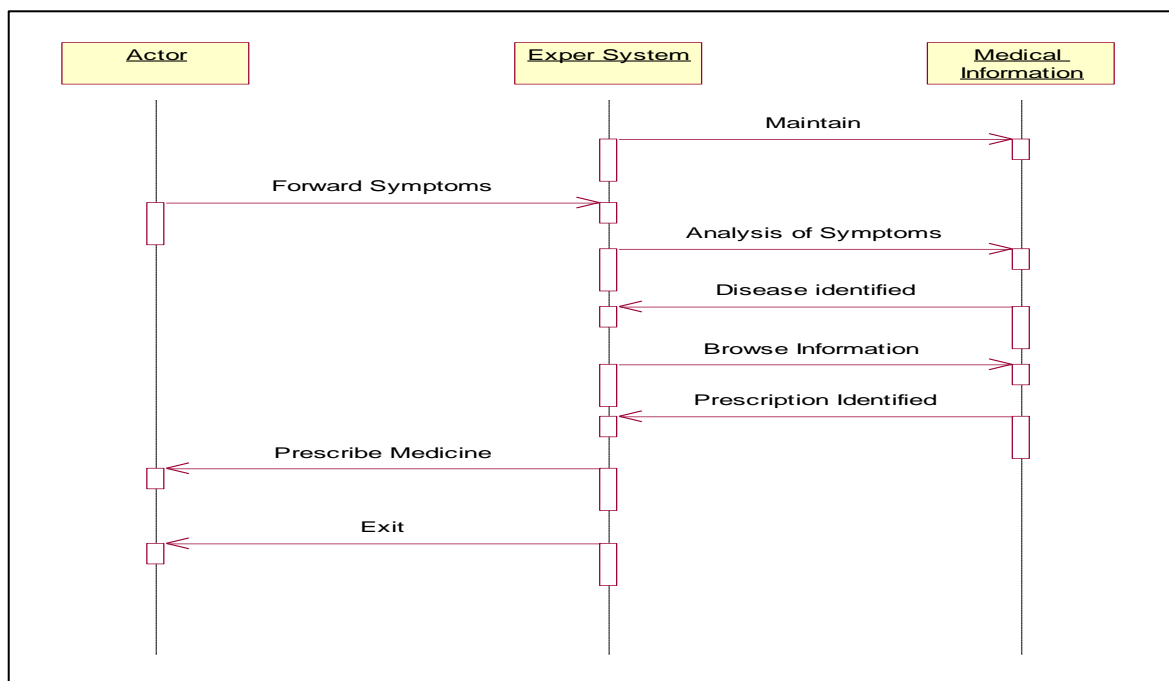 Actor
Exper System
Medical
Information
Maintain
Forward Symptoms
Analysis of Symptoms
Disease identified
Browse Information
Prescription Identified
Prescribe Medicine
Exit